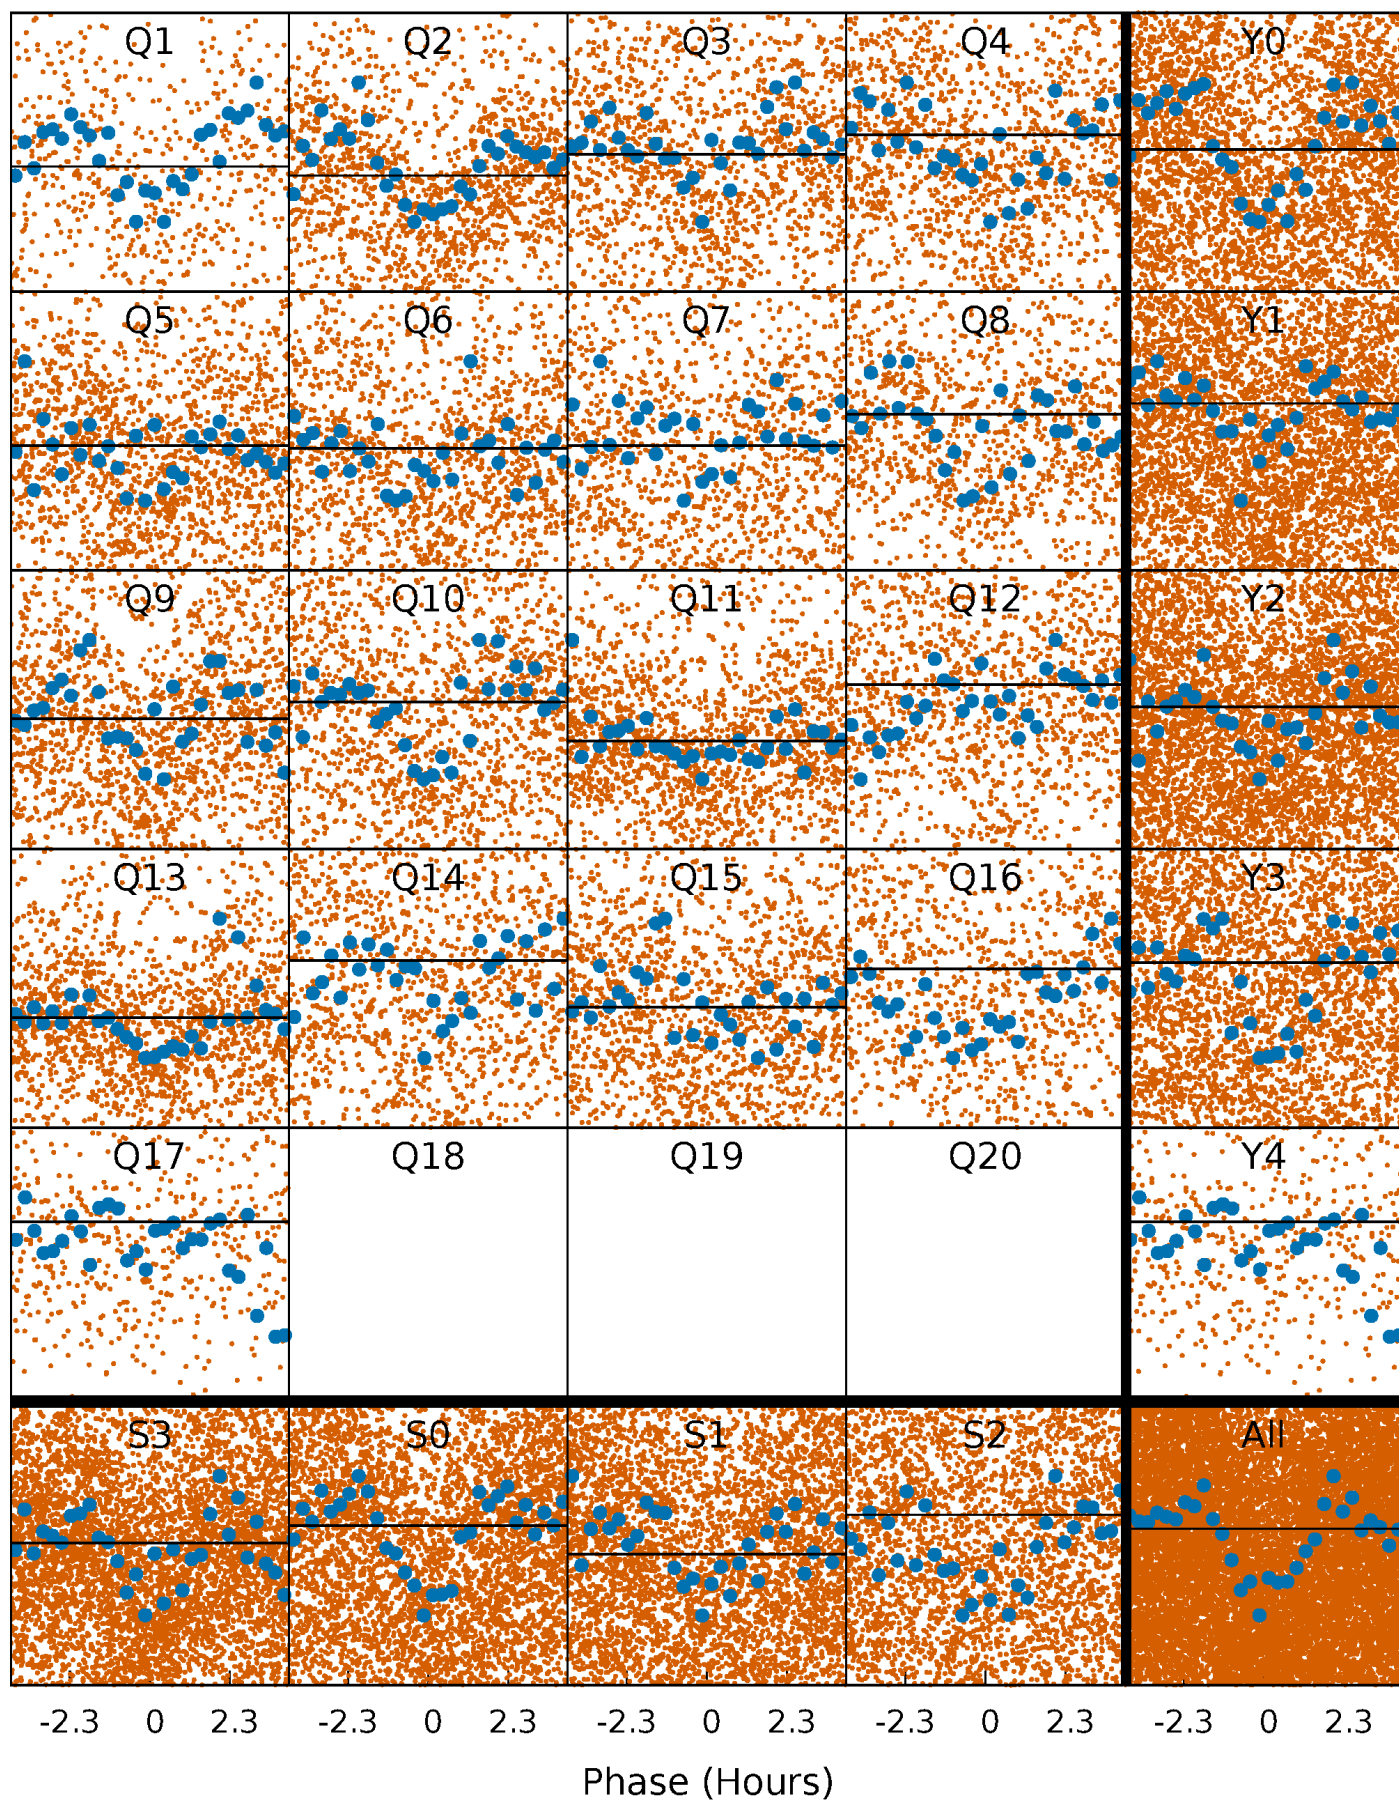 Q1 Q2 Q3 Q4 Y0
Q5 Q6 Q7 Q8 Y1
Q9 Q10 Q11 Q12 Y2
Q13 Q14 Q15 Q16 Y3
Q17 Q18 Q19 Q20 Y4
S3 S0 S1 S2 All
-2.3 0 2.3 -2.3 0 2.3 -2.3 0 2.3 -2.3 0 2.3 -2.3 0 2.3
Phase (Hours)